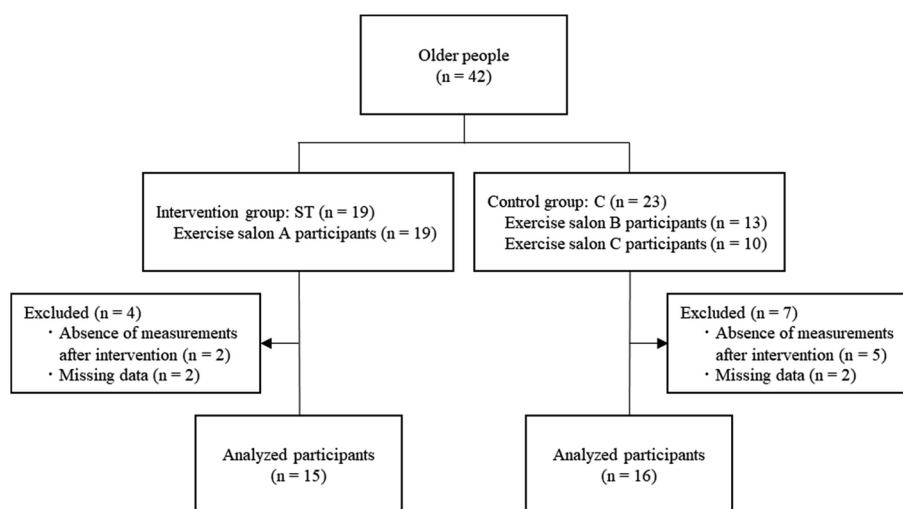 Older people
(n = 42)
Intervention group: ST (n = 19)
Exercise salon A participants (n = 19)
Control group: C (n = 23)
Exercise salon B participants (n = 13)
Exercise salon C participants (n = 10)
Excluded (n = 4)
・Absence of measurements
after intervention (n = 2)
・Missing data (n = 2)
Excluded (n = 7)
・Absence of measurements
after intervention (n = 5)
・Missing data (n = 2)
Analyzed participants
(n = 15)
Analyzed participants
(n = 16)